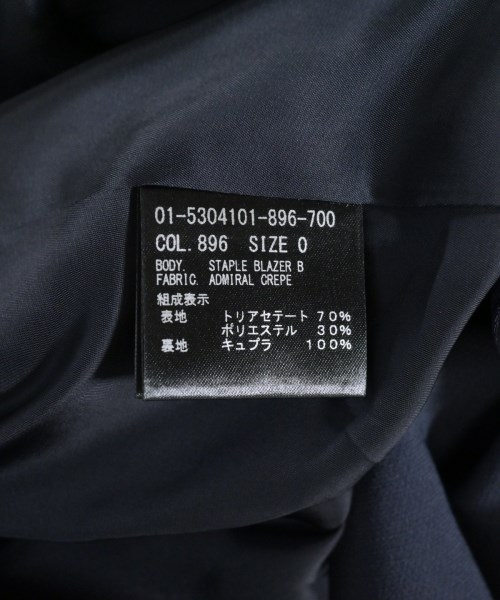 01-5304101-896-700
COL. 896 SIZE 0
BODY. STAPLE BLAZER B
FABRIC. ADMIRAL CREPE
組成表示
表地 トリアセテート 70%
ポリエステル 30%
裏地 キュプラ 100%